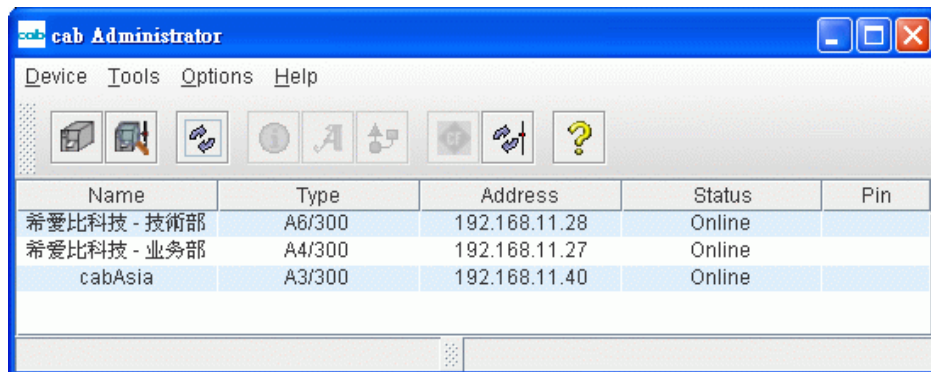 cab cab Administrator
Device Tools Options Help
CF
Name Type Address Status Pin
希愛比科技 - 技術部 A6/300 192.168.11.28 Online
希愛比科技 - 业务部 A4/300 192.168.11.27 Online
cabAsia A3/300 192.168.11.40 Online